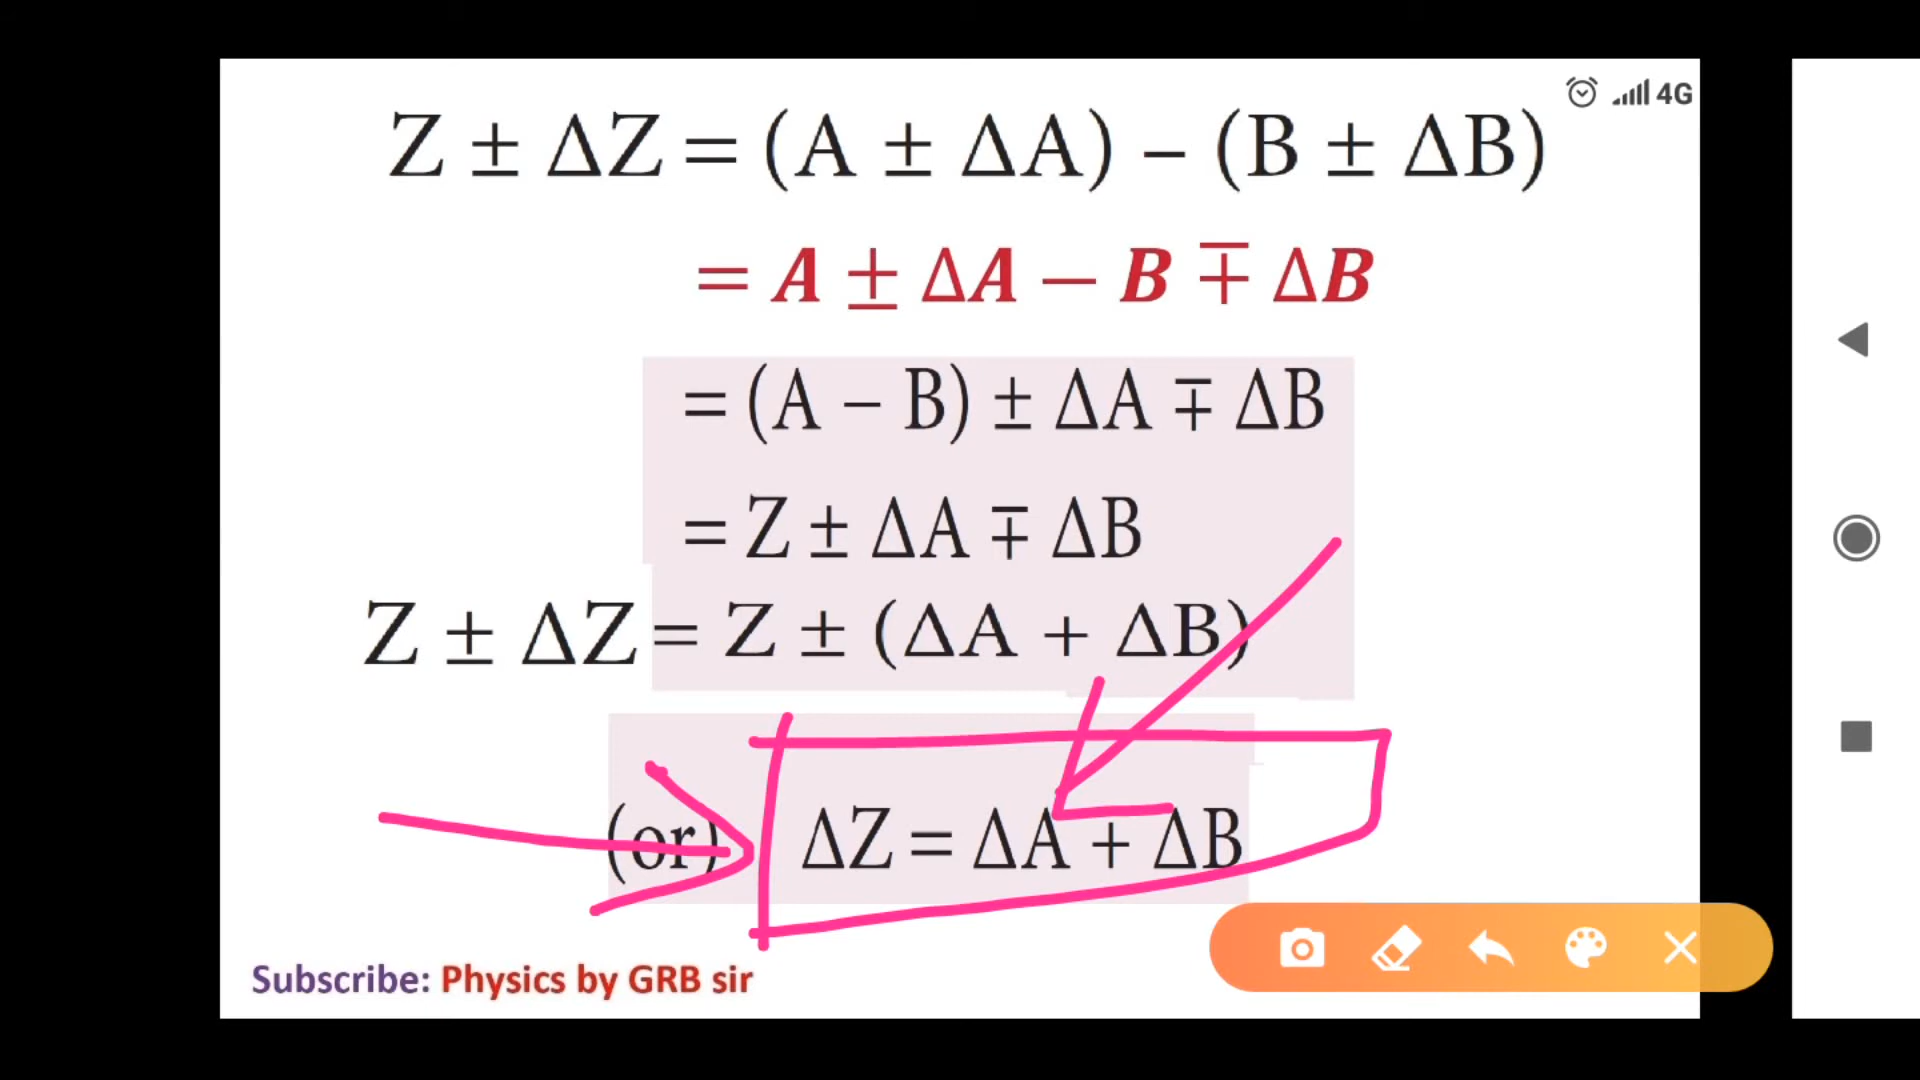 4G
Z ± ΔZ = (A ± ΔA) – (B ± ΔB)
= A ± ΔA − B ∓ ΔB
= (A – B) ± ΔA ∓ ΔB
= Z ± ΔA ∓ ΔB
Z ± ΔZ = Z ± (ΔA + ΔB)
(or) ΔZ = ΔA + ΔB
Subscribe: Physics by GRB sir